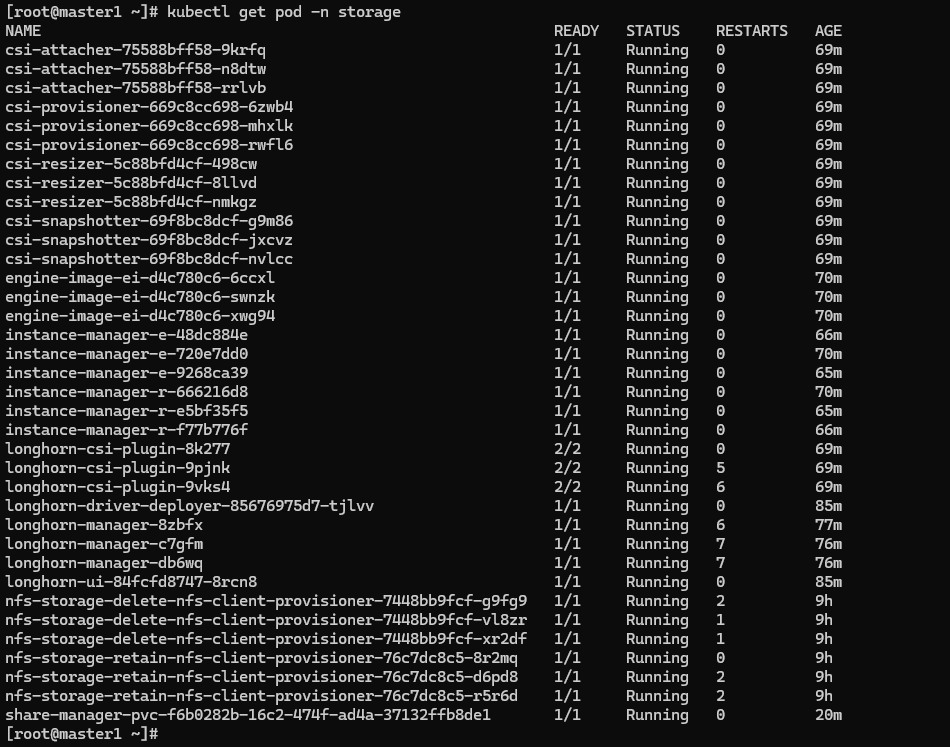 [root@master1 ~]# kubectl get pod -n storage
NAME READY STATUS RESTARTS AGE
csi-attacher-75588bff58-9krfq 1/1 Running 0 69m
csi-attacher-75588bff58-n8dtw 1/1 Running 0 69m
csi-attacher-75588bff58-rrlvb 1/1 Running 0 69m
csi-provisioner-669c8cc698-6zwb4 1/1 Running 0 69m
csi-provisioner-669c8cc698-mhxlk 1/1 Running 0 69m
csi-provisioner-669c8cc698-rwfl6 1/1 Running 0 69m
csi-resizer-5c88bfd4cf-498cw 1/1 Running 0 69m
csi-resizer-5c88bfd4cf-8llvd 1/1 Running 0 69m
csi-resizer-5c88bfd4cf-nmkgz 1/1 Running 0 69m
csi-snapshotter-69f8bc8dcf-g9m86 1/1 Running 0 69m
csi-snapshotter-69f8bc8dcf-jxcvz 1/1 Running 0 69m
csi-snapshotter-69f8bc8dcf-nvlcc 1/1 Running 0 69m
engine-image-ei-d4c780c6-6ccxl 1/1 Running 0 70m
engine-image-ei-d4c780c6-swnzk 1/1 Running 0 70m
engine-image-ei-d4c780c6-xwg94 1/1 Running 0 70m
instance-manager-e-48dc884e 1/1 Running 0 66m
instance-manager-e-720e7dd0 1/1 Running 0 70m
instance-manager-e-9268ca39 1/1 Running 0 65m
instance-manager-r-666216d8 1/1 Running 0 70m
instance-manager-r-e5bf35f5 1/1 Running 0 65m
instance-manager-r-f77b776f 1/1 Running 0 66m
longhorn-csi-plugin-8k277 2/2 Running 0 69m
longhorn-csi-plugin-9pjnk 2/2 Running 5 69m
longhorn-csi-plugin-9vks4 2/2 Running 6 69m
longhorn-driver-deployer-85676975d7-tjlvv 1/1 Running 0 85m
longhorn-manager-8zbfx 1/1 Running 6 77m
longhorn-manager-c7gfm 1/1 Running 7 76m
longhorn-manager-db6wq 1/1 Running 7 76m
longhorn-ui-84fcfd8747-8rcn8 1/1 Running 0 85m
nfs-storage-delete-nfs-client-provisioner-7448bb9fcf-g9fg9 1/1 Running 2 9h
nfs-storage-delete-nfs-client-provisioner-7448bb9fcf-vl8zr 1/1 Running 1 9h
nfs-storage-delete-nfs-client-provisioner-7448bb9fcf-xr2df 1/1 Running 1 9h
nfs-storage-retain-nfs-client-provisioner-76c7dc8c5-8r2mq 1/1 Running 0 9h
nfs-storage-retain-nfs-client-provisioner-76c7dc8c5-d6pd8 1/1 Running 2 9h
nfs-storage-retain-nfs-client-provisioner-76c7dc8c5-r5r6d 1/1 Running 2 9h
share-manager-pvc-f6b0282b-16c2-474f-ad4a-37132ffb8de1 1/1 Running 0 20m
[root@master1 ~]#